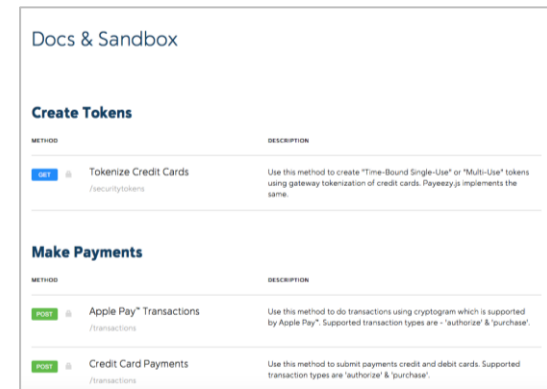 Docs & Sandbox
Create Tokens
METHOD DESCRIPTION
GET Tokenize Credit Cards Use this method to create "Time-Bound Single-Use" or "Multi-Use" tokens
/securitytokens using gateway tokenization of credit cards. Payeezy.js implements the
same.
Make Payments
METHOD DESCRIPTION
POST Apple Pay™ Transactions Use this method to do transactions using cryptogram which is supported
/transactions by Apple Pay™. Supported transaction types are - 'authorize' & 'purchase'.
POST Credit Card Payments Use this method to submit payments credit and debit cards. Supported
/transactions transaction types are 'authorize' & 'purchase'.